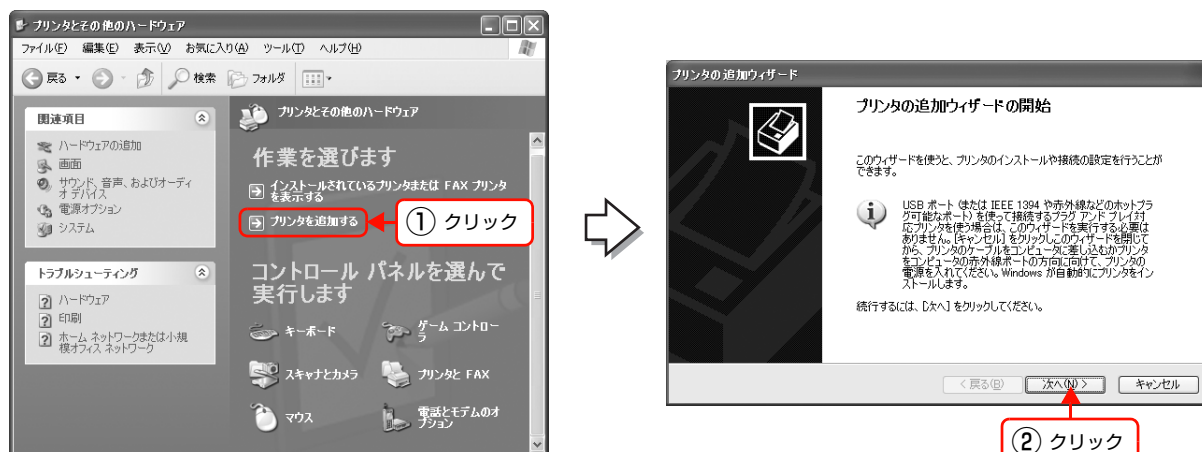 プリンタとその他のハードウェア
ファイル(F) 編集(E) 表示(V) お気に入り(A) ツール(T) ヘルプ(H)
戻る 検索 フォルダ
関連項目
ハードウェアの追加
画面
サウンド、音声、およびオーディ
オ デバイス
電源オプション
システム
トラブルシューティング
ハードウェア
印刷
ホーム ネットワークまたは小規
模オフィス ネットワーク
プリンタとその他のハードウェア
作業を選びます
インストールされているプリンタまたは FAX プリンタ
を表示する
プリンタを追加する
① クリック
コントロール パネルを選んで
実行します
キーボード
ゲーム コントロー
ラ
スキャナとカメラ
プリンタと FAX
マウス
電話とモデムのオ
プション
プリンタの追加ウィザード
プリンタの追加ウィザードの開始
このウィザードを使うと、プリンタのインストールや接続の設定を行うことが
できます。
USB ポート (または IEEE 1394 や赤外線などのホットプラ
グ可能なポート) を使って接続するプラグ アンド プレイ対
応プリンタを使う場合は、このウィザードを実行する必要は
ありません。[キャンセル] をクリックしてこのウィザードを閉じて
から、プリンタのケーブルをコンピュータに差し込むかプリンタ
をコンピュータの赤外線ポートの方向に向けて、プリンタの
電源を入れてください。Windows が自動的にプリンタをイン
ストールします。
続行するには、[次へ] をクリックしてください。
< 戻る(B) 次へ(N) > キャンセル
② クリック